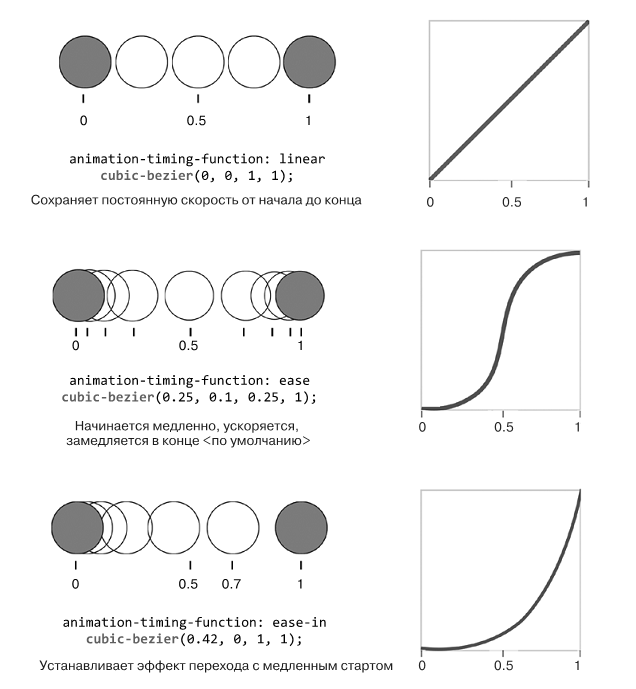 0 0.5 1
animation-timing-function: linear
cubic-bezier(0, 0, 1, 1);
Сохраняет постоянную скорость от начала до конца
0 0.5 1
0 0.5 1
animation-timing-function: ease
cubic-bezier(0.25, 0.1, 0.25, 1);
Начинается медленно, ускоряется,
замедляется в конце <по умолчанию>
0 0.5 1
0 0.5 0.7 1
animation-timing-function: ease-in
cubic-bezier(0.42, 0, 1, 1);
Устанавливает эффект перехода с медленным стартом
0 0.5 1